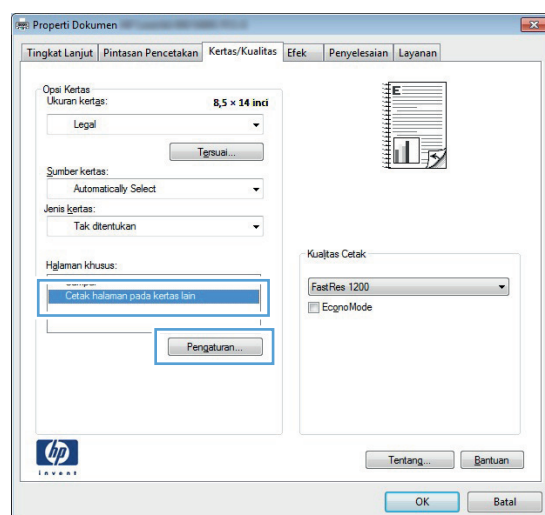 Properti Dokumen
Tingkat Lanjut Pintasan Pencetakan Kertas/Kualitas Efek Penyelesaian Layanan
Opsi Kertas
Ukuran kertas: 8,5 × 14 inci
Legal
Tersuai...
Sumber kertas:
Automatically Select
Jenis kertas:
Tak ditentukan
Halaman khusus:
Cetak halaman pada kertas lain
Pengaturan...
E
Kualitas Cetak
FastRes 1200
EconoMode
hp
invent
Tentang... Bantuan
OK Batal